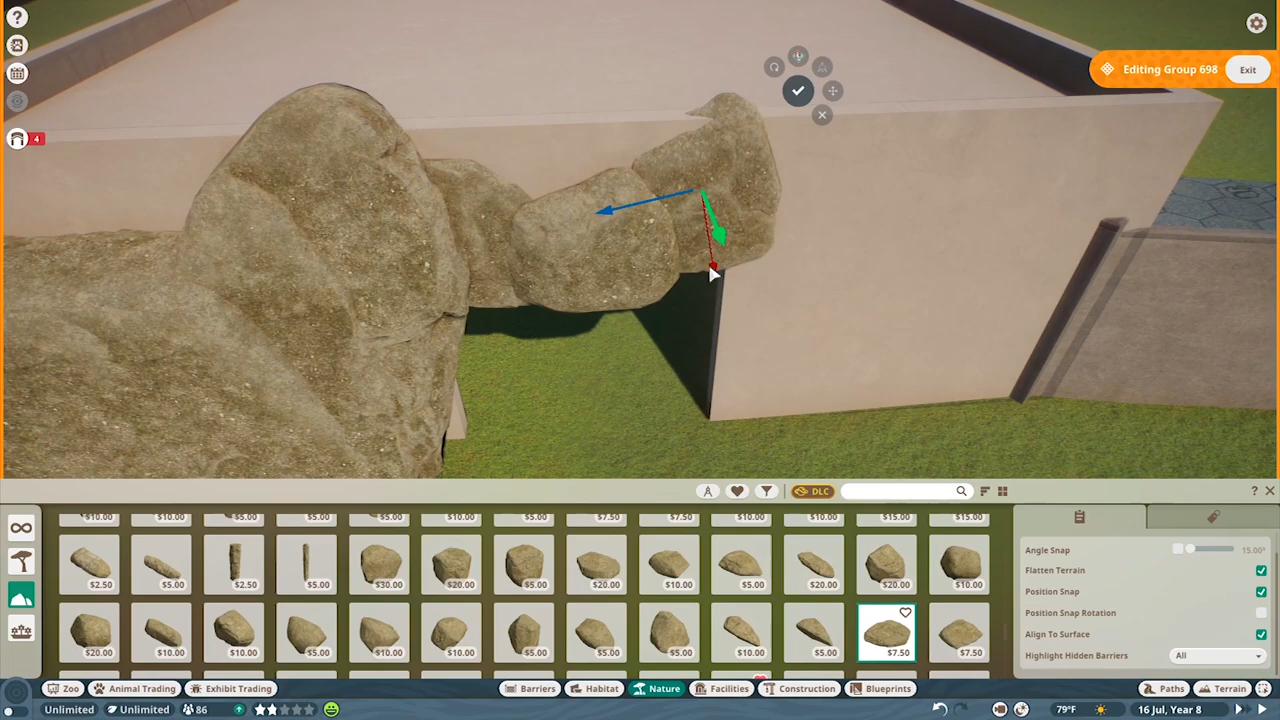 ?
Editing Group 698
Exit
4
DLC
? ×
$10.00 $10.00 $5.00 $5.00 $10.00 $10.00 $5.00 $7.50 $7.50 $10.00 $10.00 $15.00 $15.00
$2.50 $5.00 $2.50 $5.00 $30.00 $20.00 $5.00 $20.00 $10.00 $5.00 $20.00 $20.00 $10.00
$20.00 $10.00 $10.00 $5.00 $10.00 $10.00 $5.00 $5.00 $5.00 $10.00 $5.00 $7.50 $7.50
Angle Snap 15.00°
Flatten Terrain
Position Snap
Position Snap Rotation
Align To Surface
Highlight Hidden Barriers All
Zoo Animal Trading Exhibit Trading Barriers Habitat Nature Facilities Construction Blueprints Paths Terrain
Unlimited Unlimited 86 79°F 16 Jul, Year 8